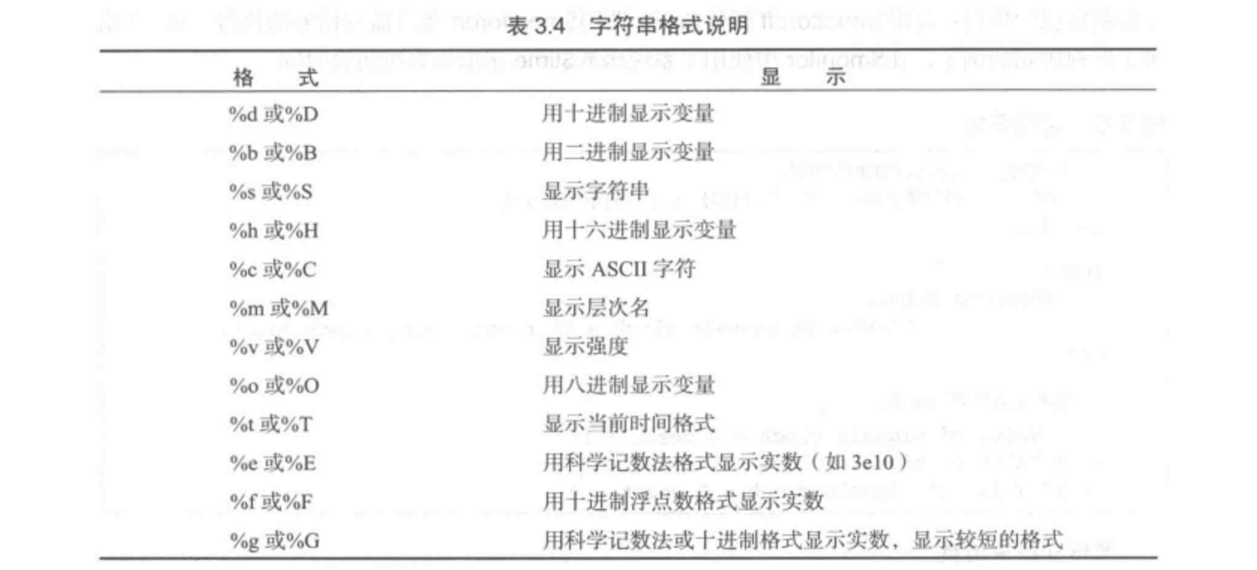 表 3.4 字符串格式说明
格 式 显 示
%d 或%D 用十进制显示变量
%b 或%B 用二进制显示变量
%s 或%S 显示字符串
%h 或%H 用十六进制显示变量
%c 或%C 显示 ASCII 字符
%m 或%M 显示层次名
%v 或%V 显示强度
%o 或%O 用八进制显示变量
%t 或%T 显示当前时间格式
%e 或%E 用科学记数法格式显示实数（如 3e10）
%f 或%F 用十进制浮点数格式显示实数
%g 或%G 用科学记数法或十进制格式显示实数，显示较短的格式